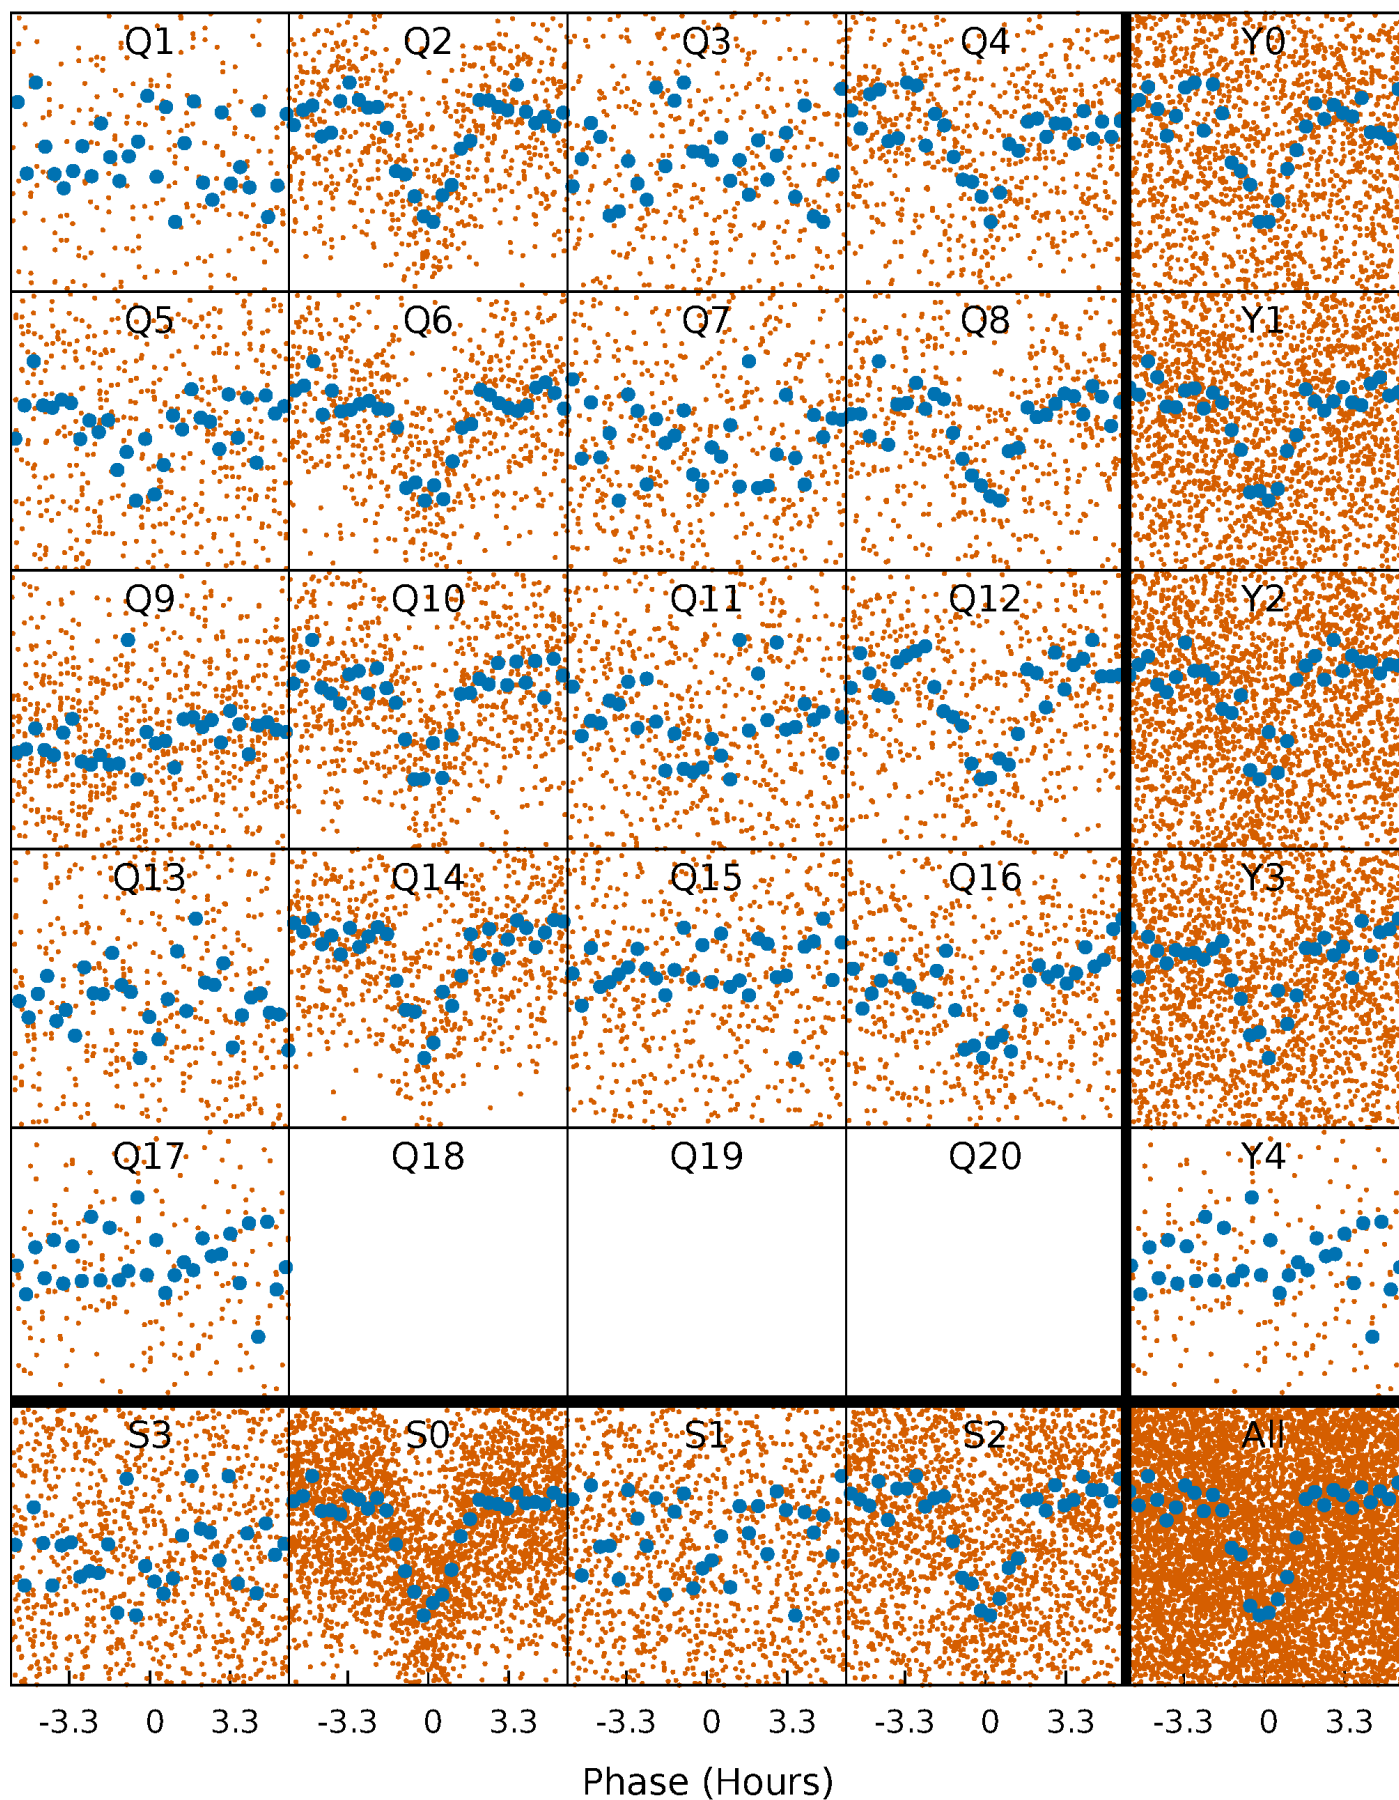 Q1 Q2 Q3 Q4 Y0
Q5 Q6 Q7 Q8 Y1
Q9 Q10 Q11 Q12 Y2
Q13 Q14 Q15 Q16 Y3
Q17 Q18 Q19 Q20 Y4
S3 S0 S1 S2 All
-3.3 0 3.3 -3.3 0 3.3 -3.3 0 3.3 -3.3 0 3.3 -3.3 0 3.3
Phase (Hours)